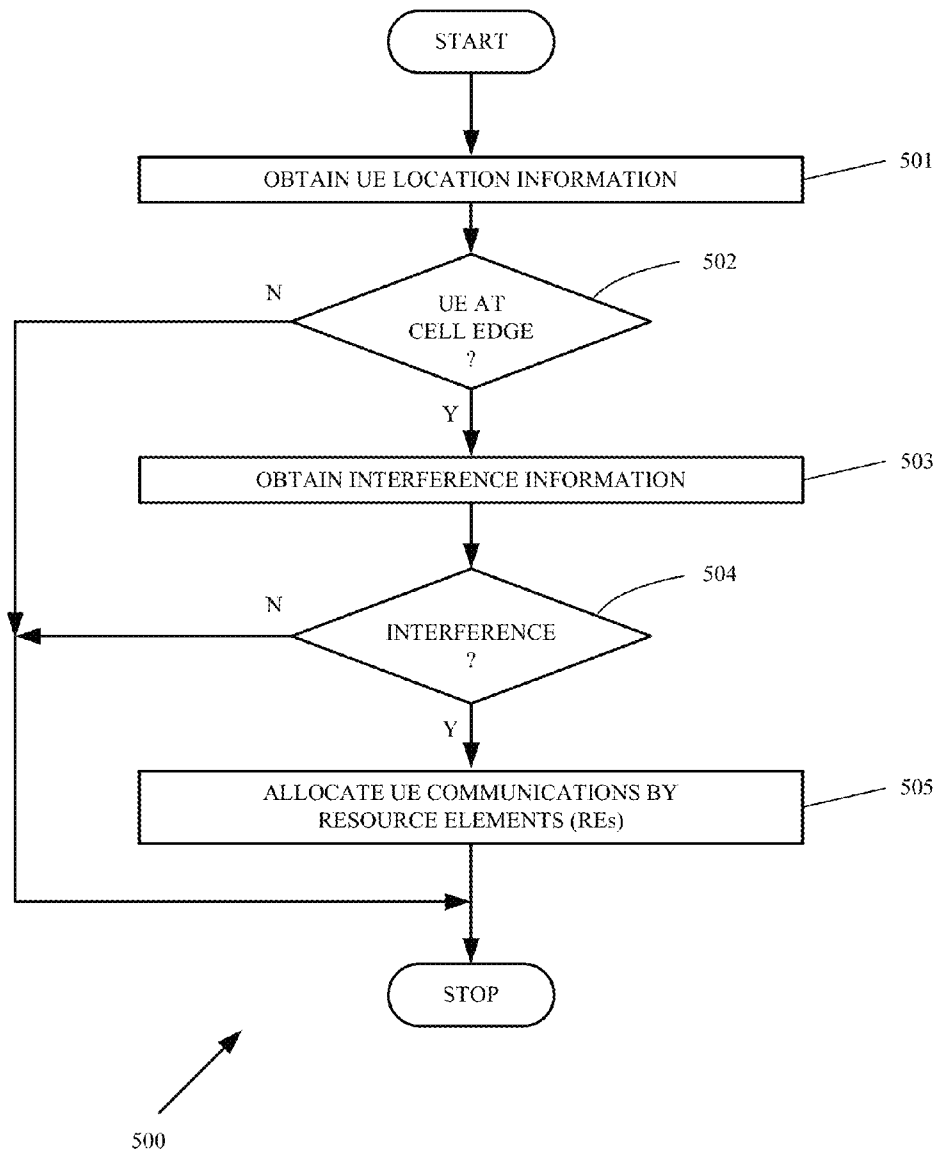 START
OBTAIN UE LOCATION INFORMATION
501
502
N
UE AT
CELL EDGE
?
Y
OBTAIN INTERFERENCE INFORMATION
503
504
N
INTERFERENCE
?
Y
ALLOCATE UE COMMUNICATIONS BY
RESOURCE ELEMENTS (REs)
505
STOP
500